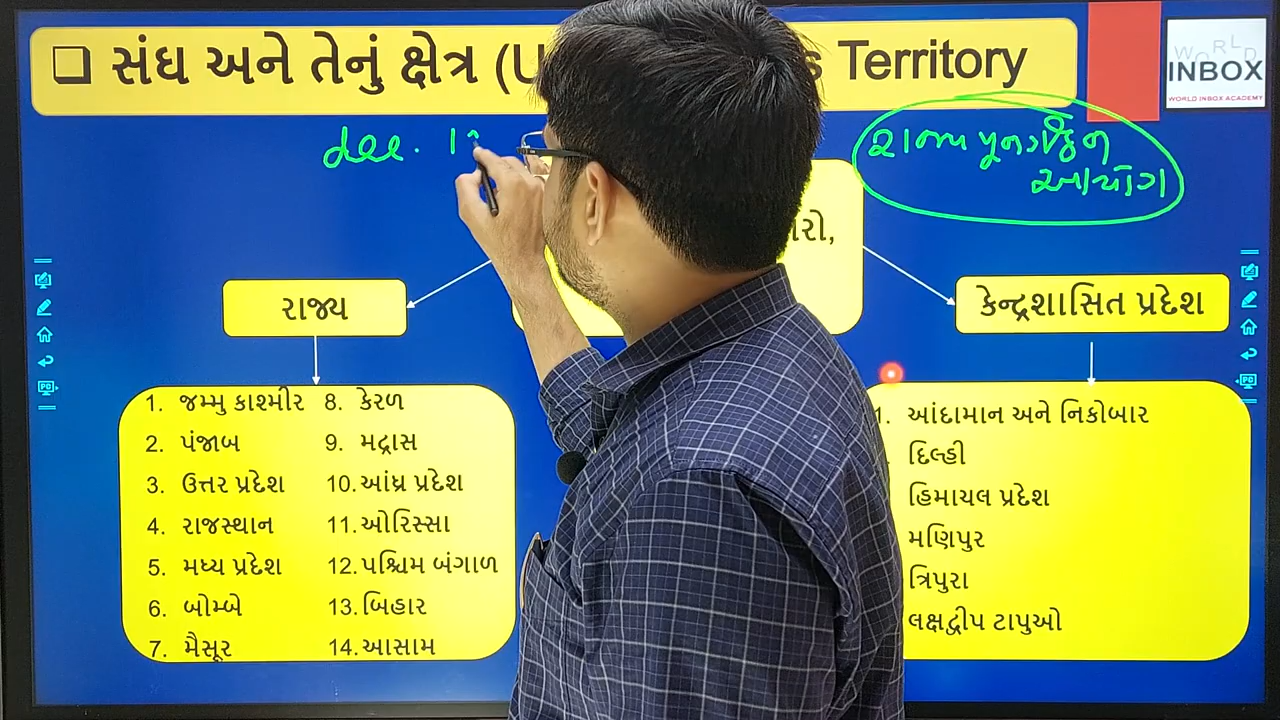 ❑ સંઘ અને તેનું ક્ષેત્ર (U s Territory
WORLD
INBOX
WORLD INBOX ACADEMY
dec. 1
રાજ્ય પુનર્ગઠન
આયોગ
રો,
રાજ્ય
કેન્દ્રશાસિત પ્રદેશ
1. જમ્મુ કાશ્મીર
2. પંજાબ
3. ઉત્તર પ્રદેશ
4. રાજસ્થાન
5. મધ્ય પ્રદેશ
6. બોમ્બે
7. મૈસૂર
8. કેરળ
9. મદ્રાસ
10. આંધ્ર પ્રદેશ
11. ઓરિસ્સા
12. પશ્ચિમ બંગાળ
13. બિહાર
14. આસામ
1. આંદામાન અને નિકોબાર
દિલ્હી
હિમાચલ પ્રદેશ
મણિપુર
ત્રિપુરા
લક્ષદ્વીપ ટાપુઓ